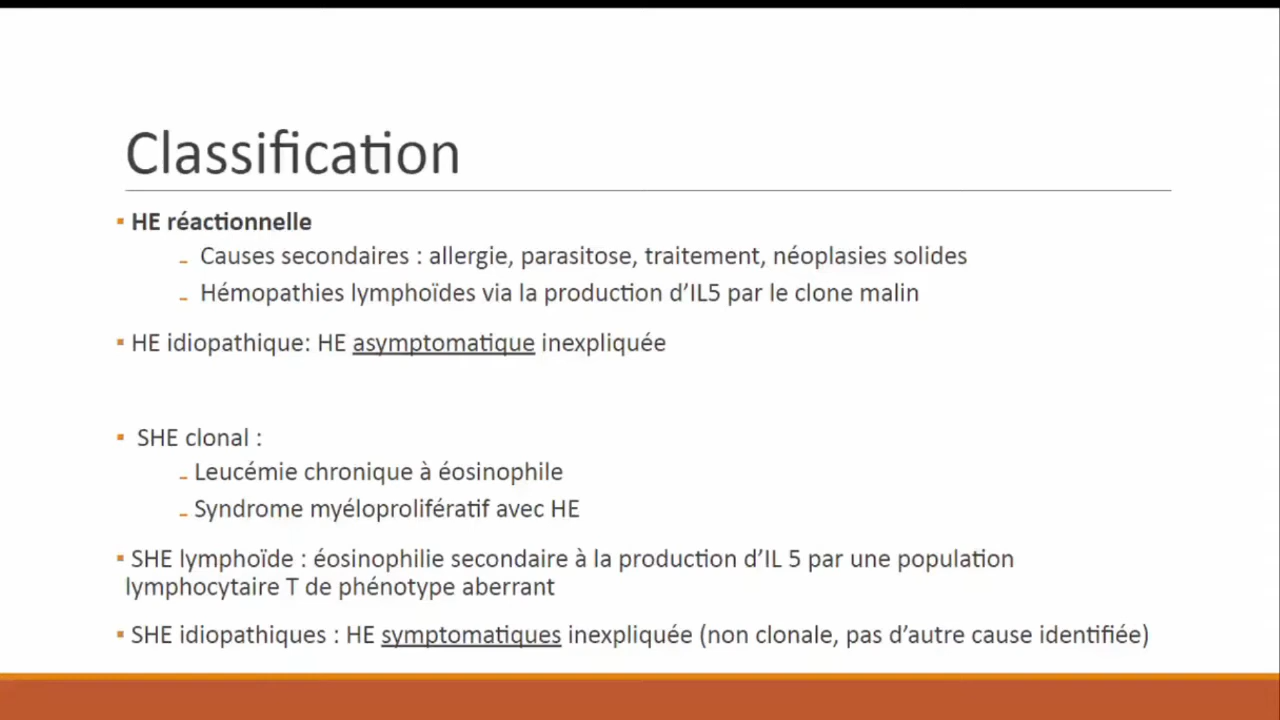 Classification
▪ HE réactionnelle
– Causes secondaires : allergie, parasitose, traitement, néoplasies solides
– Hémopathies lymphoïdes via la production d’IL5 par le clone malin
▪ HE idiopathique: HE asymptomatique inexpliquée
▪ SHE clonal :
– Leucémie chronique à éosinophile
– Syndrome myéloprolifératif avec HE
▪ SHE lymphoïde : éosinophilie secondaire à la production d’IL 5 par une population
lymphocytaire T de phénotype aberrant
▪ SHE idiopathiques : HE symptomatiques inexpliquée (non clonale, pas d’autre cause identifiée)